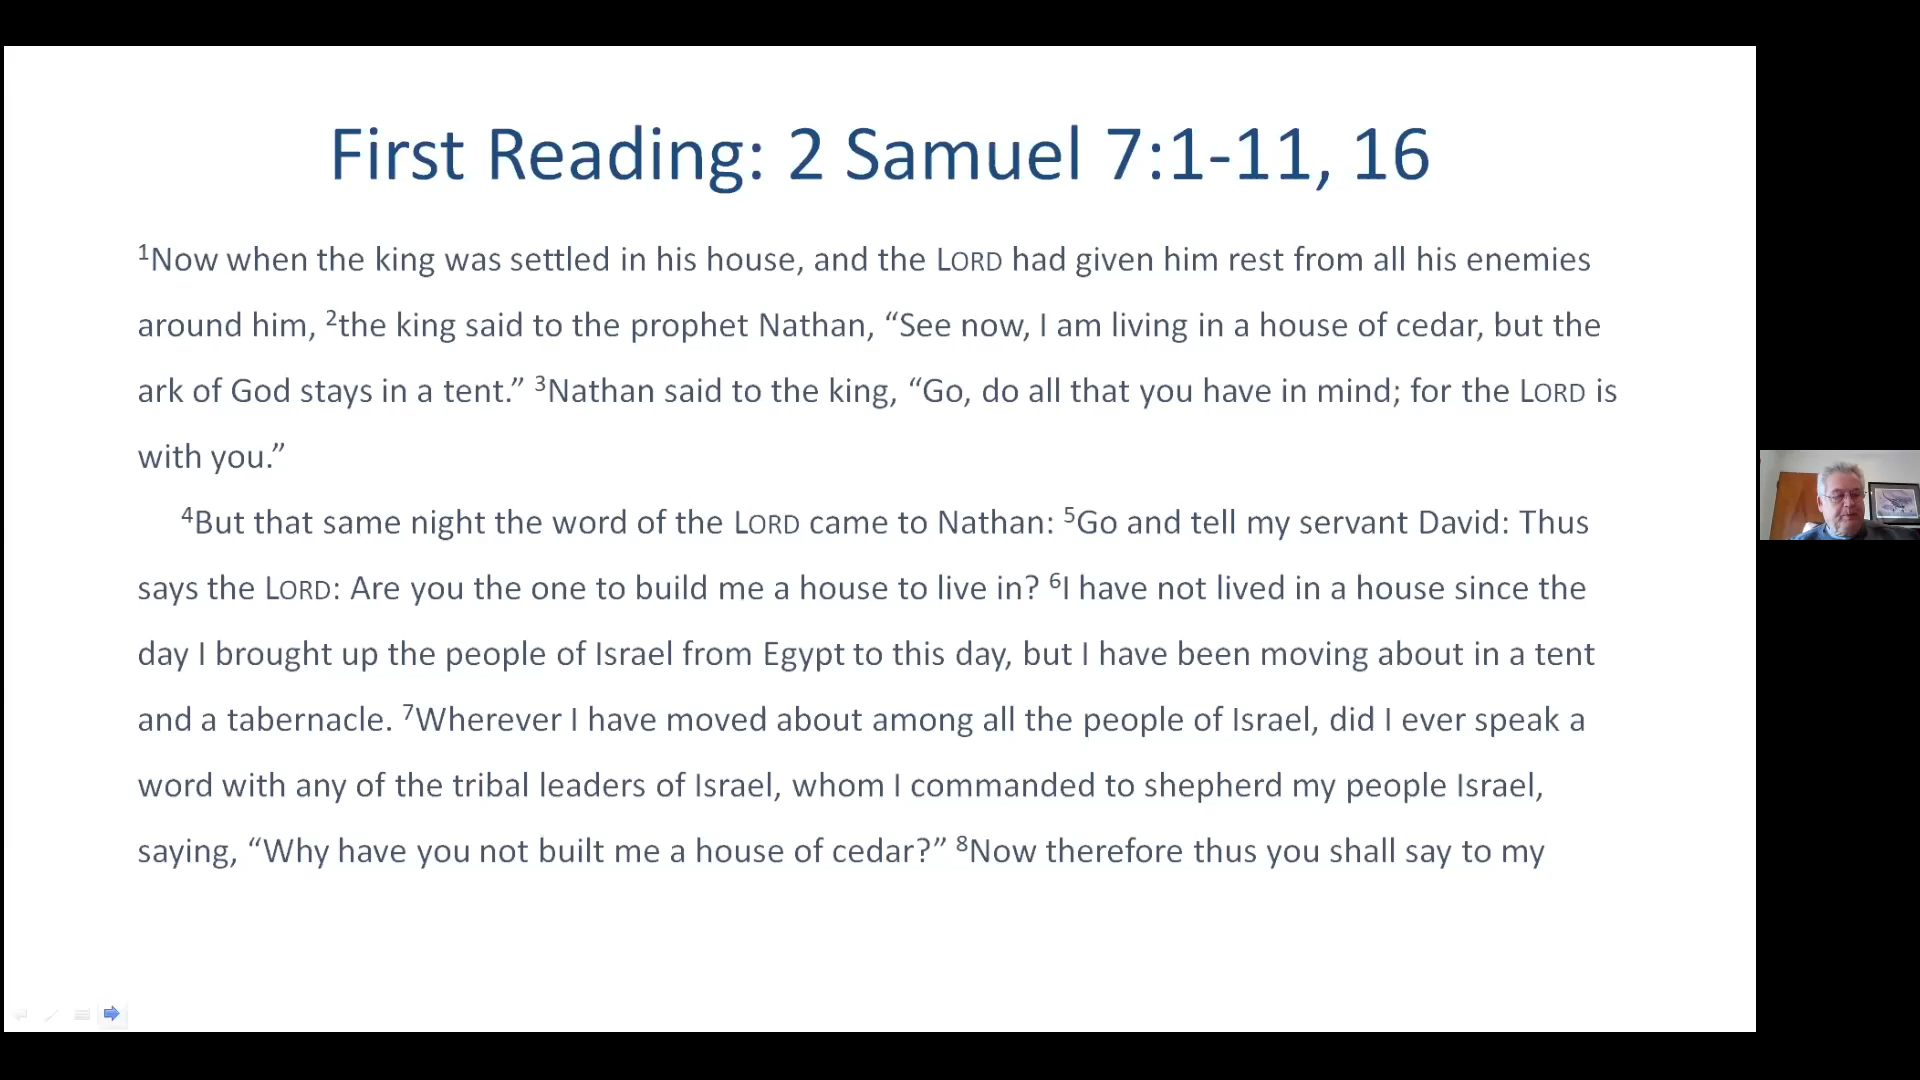 First Reading: 2 Samuel 7:1-11, 16
¹Now when the king was settled in his house, and the LORD had given him rest from all his enemies
around him, ²the king said to the prophet Nathan, “See now, I am living in a house of cedar, but the
ark of God stays in a tent.” ³Nathan said to the king, “Go, do all that you have in mind; for the LORD is
with you.”
⁴But that same night the word of the LORD came to Nathan: ⁵Go and tell my servant David: Thus
says the LORD: Are you the one to build me a house to live in? ⁶I have not lived in a house since the
day I brought up the people of Israel from Egypt to this day, but I have been moving about in a tent
and a tabernacle. ⁷Wherever I have moved about among all the people of Israel, did I ever speak a
word with any of the tribal leaders of Israel, whom I commanded to shepherd my people Israel,
saying, “Why have you not built me a house of cedar?” ⁸Now therefore thus you shall say to my